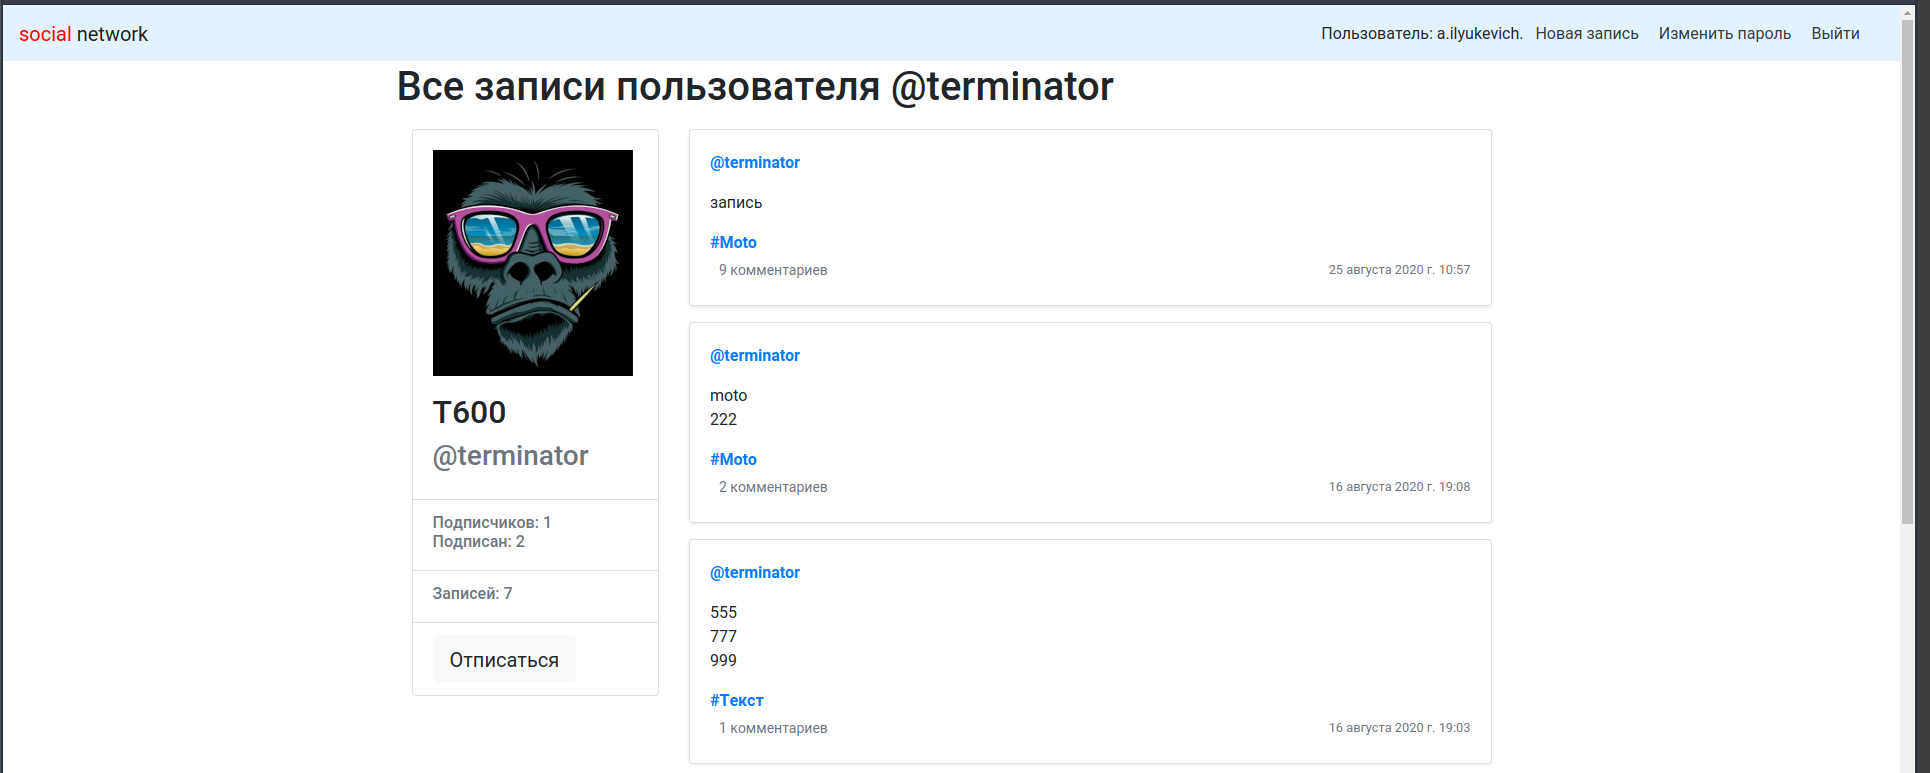 social network
Пользователь: a.ilyukevich. Новая запись Изменить пароль Выйти
Все записи пользователя @terminator
T600
@terminator
Подписчиков: 1
Подписан: 2
Записей: 7
Отписаться
@terminator
запись
#Moto
9 комментариев 25 августа 2020 г. 10:57
@terminator
moto
222
#Moto
2 комментариев 16 августа 2020 г. 19:08
@terminator
555
777
999
#Текст
1 комментариев 16 августа 2020 г. 19:03